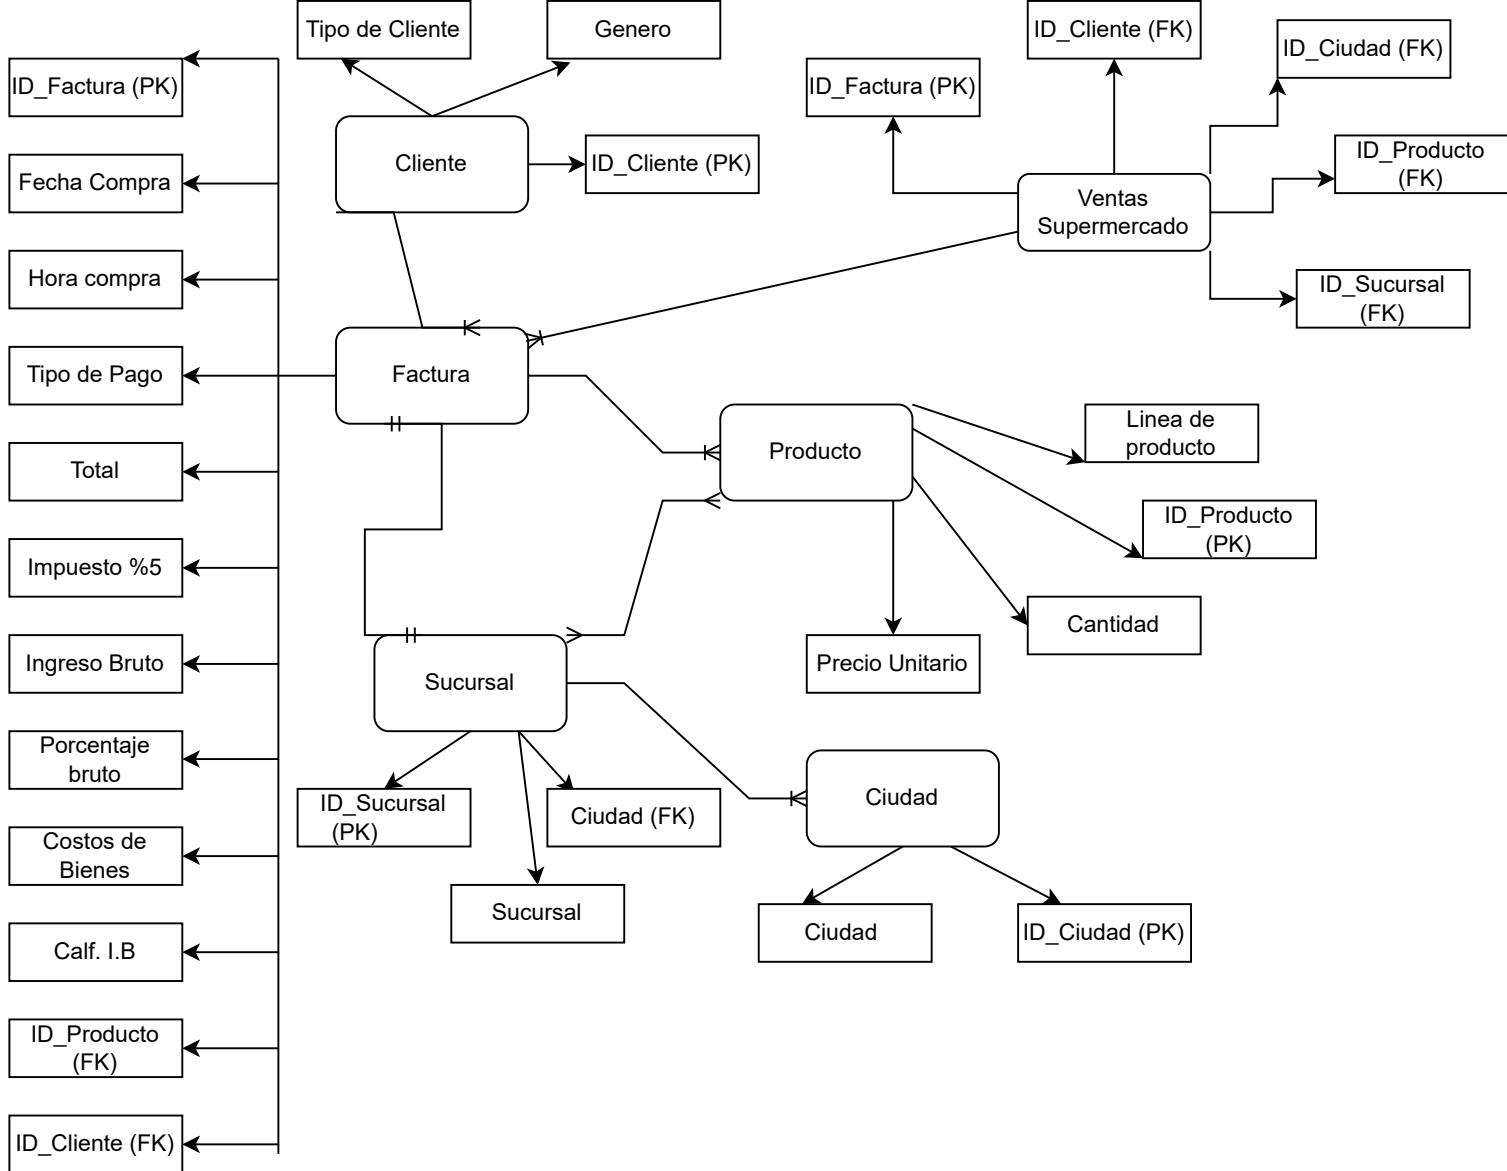 Tipo de Cliente
Genero
ID_Cliente (FK)
ID_Ciudad (FK)
ID_Factura (PK)
ID_Factura (PK)
Cliente
ID_Cliente (PK)
ID_Producto
(FK)
Fecha Compra
Ventas
Supermercado
Hora compra
ID_Sucursal
(FK)
Tipo de Pago
Factura
Linea de
producto
Producto
Total
ID_Producto
(PK)
Impuesto %5
Cantidad
Ingreso Bruto
Precio Unitario
Sucursal
Porcentaje
bruto
Ciudad
ID_Sucursal
(PK)
Ciudad (FK)
Costos de
Bienes
Sucursal
Ciudad
ID_Ciudad (PK)
Calf. I.B
ID_Producto
(FK)
ID_Cliente (FK)